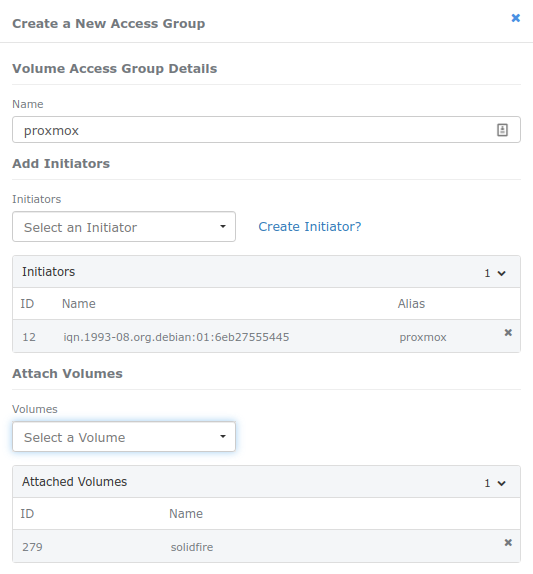 Create a New Access Group
Volume Access Group Details
Name
proxmox
Add Initiators
Initiators
Select an Initiator
Create Initiator?
Initiators 1
ID Name Alias
12 iqn.1993-08.org.debian:01:6eb27555445 proxmox
Attach Volumes
Volumes
Select a Volume
Attached Volumes 1
ID Name
279 solidfire